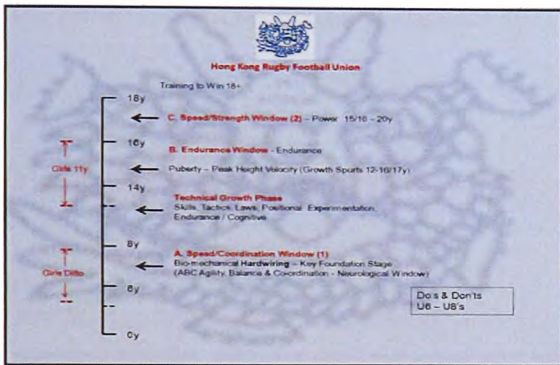 Hong Kong Rugby Football Union
Training to Win 18+
18y
C. Speed/Strength Window (2) – Power 15/16 – 20y
16y
B. Endurance Window - Endurance
Girls 11y
Puberty – Peak Height Velocity (Growth Spurts 12-16/17y)
14y
Technical Growth Phase
Skills, Tactics, Laws, Positional Experimentation,
Endurance / Cognitive
8y
A. Speed/Coordination Window (1)
Bio-mechanical Hardwiring – Key Foundation Stage
(ABC Agility, Balance & Co-ordination - Neurological Window)
Girls Ditto
6y
Do's & Don'ts
U6 – U8's
0y